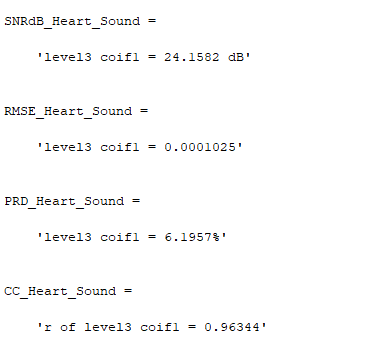 SNRdB_Heart_Sound =
'level3 coif1 = 24.1582 dB'
RMSE_Heart_Sound =
'level3 coif1 = 0.0001025'
PRD_Heart_Sound =
'level3 coif1 = 6.1957%'
CC_Heart_Sound =
'r of level3 coif1 = 0.96344'